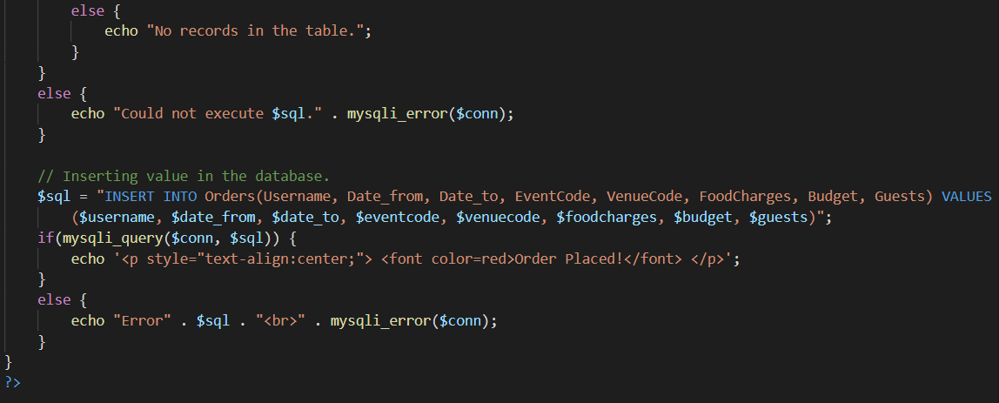 else {
echo "No records in the table.";
}
}
else {
echo "Could not execute $sql." . mysqli_error($conn);
}
// Inserting value in the database.
$sql = "INSERT INTO Orders(Username, Date_from, Date_to, EventCode, VenueCode, FoodCharges, Budget, Guests) VALUES
($username, $date_from, $date_to, $eventcode, $venuecode, $foodcharges, $budget, $guests)";
if(mysqli_query($conn, $sql)) {
echo '<p style="text-align:center;"> <font color=red>Order Placed!</font> </p>';
}
else {
echo "Error" . $sql . "<br>" . mysqli_error($conn);
}
}
?>